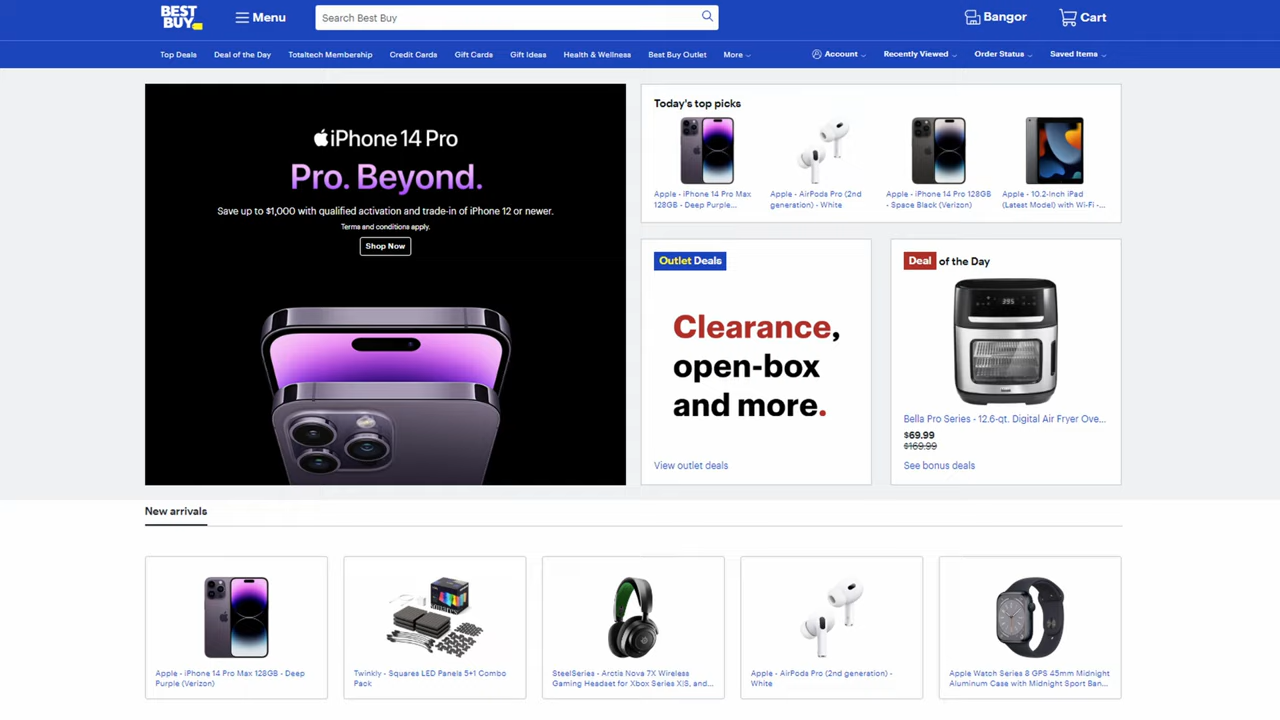 BEST
BUY
Menu
Search Best Buy
Bangor
Cart
Top Deals
Deal of the Day
Totaltech Membership
Credit Cards
Gift Cards
Gift Ideas
Health & Wellness
Best Buy Outlet
More
Account
Recently Viewed
Order Status
Saved Items
iPhone 14 Pro
Pro. Beyond.
Save up to $1,000 with qualified activation and trade-in of iPhone 12 or newer.
Terms and conditions apply.
Shop Now
Today's top picks
Apple - iPhone 14 Pro Max
128GB - Deep Purple...
Apple - AirPods Pro (2nd
generation) - White
Apple - iPhone 14 Pro 128GB
- Space Black (Verizon)
Apple - 10.2-Inch iPad
(Latest Model) with Wi-Fi -...
Outlet Deals
Clearance,
open-box
and more.
View outlet deals
Deal of the Day
395
Bella Pro Series - 12.6-qt. Digital Air Fryer Ove...
$69.99
$169.99
See bonus deals
New arrivals
Apple - iPhone 14 Pro Max 128GB - Deep
Purple (Verizon)
Twinkly - Squares LED Panels 5+1 Combo
Pack
SteelSeries - Arctis Nova 7X Wireless
Gaming Headset for Xbox Series X|S, and...
Apple - AirPods Pro (2nd generation) -
White
Apple Watch Series 8 GPS 45mm Midnight
Aluminum Case with Midnight Sport Ban...